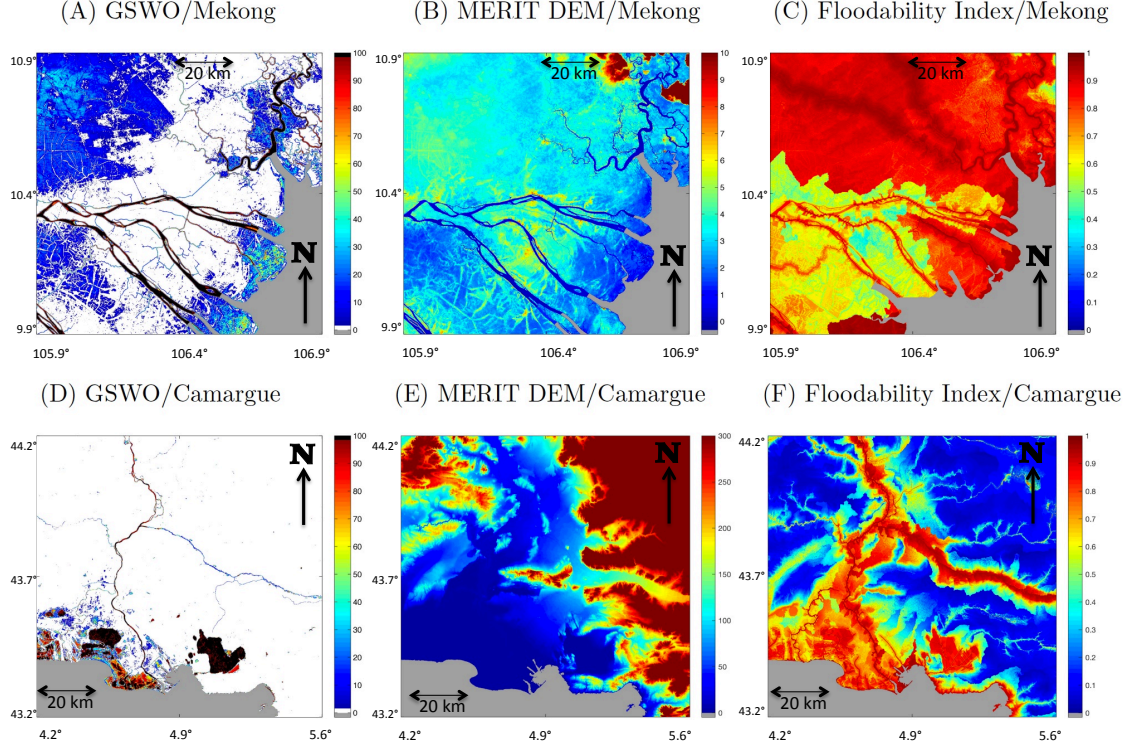 (A) GSWO/Mekong (B) MERIT DEM/Mekong (C) Floodability Index/Mekong
10.9° 20 km 100 10.9° 20 km 10 10.9° 20 km 1
90 9 0.9
80 8 0.8
70 7 0.7
60 6 0.6
10.4° 50 10.4° 5 10.4° 0.5
40 4 0.4
N 30 N 3 N 0.3
20 2 0.2
10 1 0.1
9.9° 0 9.9° 0 9.9° 0
105.9° 106.4° 106.9° 105.9° 106.4° 106.9° 105.9° 106.4° 106.9°
(D) GSWO/Camargue (E) MERIT DEM/Camargue (F) Floodability Index/Camargue
44.2° N 100 44.2° N 300 44.2° N 1
90 0.9
80 250 0.8
70 0.7
60 200 0.6
43.7° 50 43.7° 150 43.7° 0.5
40 0.4
30 100 0.3
20 50 0.2
20 km 10 20 km 20 km 0.1
43.2° 0 43.2° 0 43.2° 0
4.2° 4.9° 5.6° 4.2° 4.9° 5.6° 4.2° 4.9° 5.6°